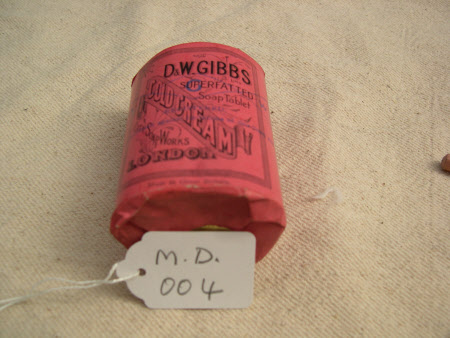 D&W.GIBBS
SUPERFATTED
Soap Tablet
COLD CREAM
WORKS
LONDON
M.D.
004